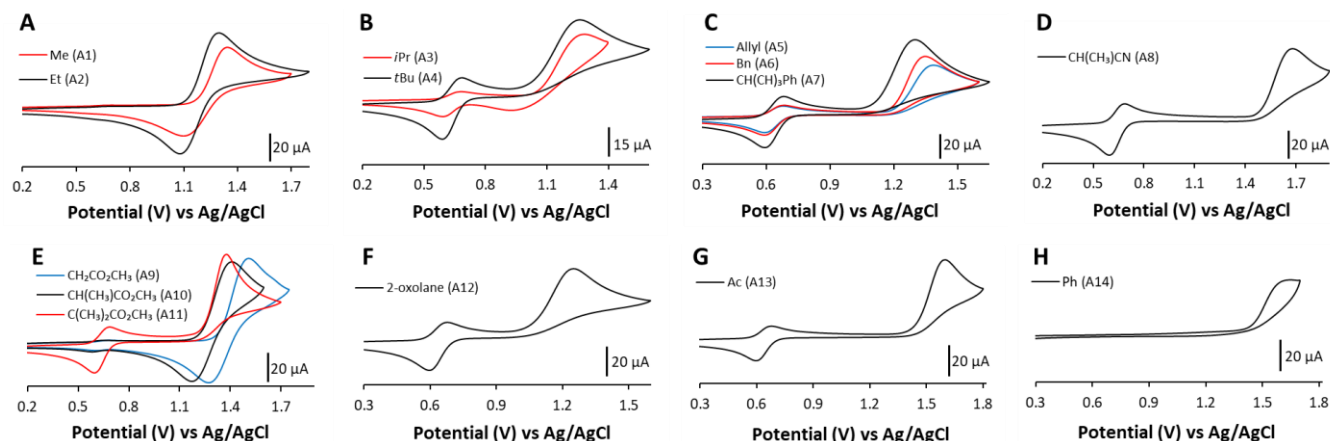 A
Me (A1)
Et (A2)
20 µA
0.2 0.5 0.8 1.1 1.4 1.7
Potential (V) vs Ag/AgCl
B
iPr (A3)
tBu (A4)
15 µA
0.2 0.5 0.8 1.1 1.4
Potential (V) vs Ag/AgCl
C
Allyl (A5)
Bn (A6)
CH(CH)3Ph (A7)
20 µA
0.3 0.6 0.9 1.2 1.5
Potential (V) vs Ag/AgCl
D
CH(CH3)CN (A8)
20 µA
0.2 0.5 0.8 1.1 1.4 1.7
Potential (V) vs Ag/AgCl
E
CH2CO2CH3 (A9)
CH(CH3)CO2CH3 (A10)
C(CH3)2CO2CH3 (A11)
20 µA
0.2 0.5 0.8 1.1 1.4 1.7
Potential (V) vs Ag/AgCl
F
2-oxolane (A12)
20 µA
0.3 0.6 0.9 1.2 1.5
Potential (V) vs Ag/AgCl
G
Ac (A13)
20 µA
0.3 0.6 0.9 1.2 1.5 1.8
Potential (V) vs Ag/AgCl
H
Ph (A14)
20 µA
0.3 0.6 0.9 1.2 1.5 1.8
Potential (V) vs Ag/AgCl